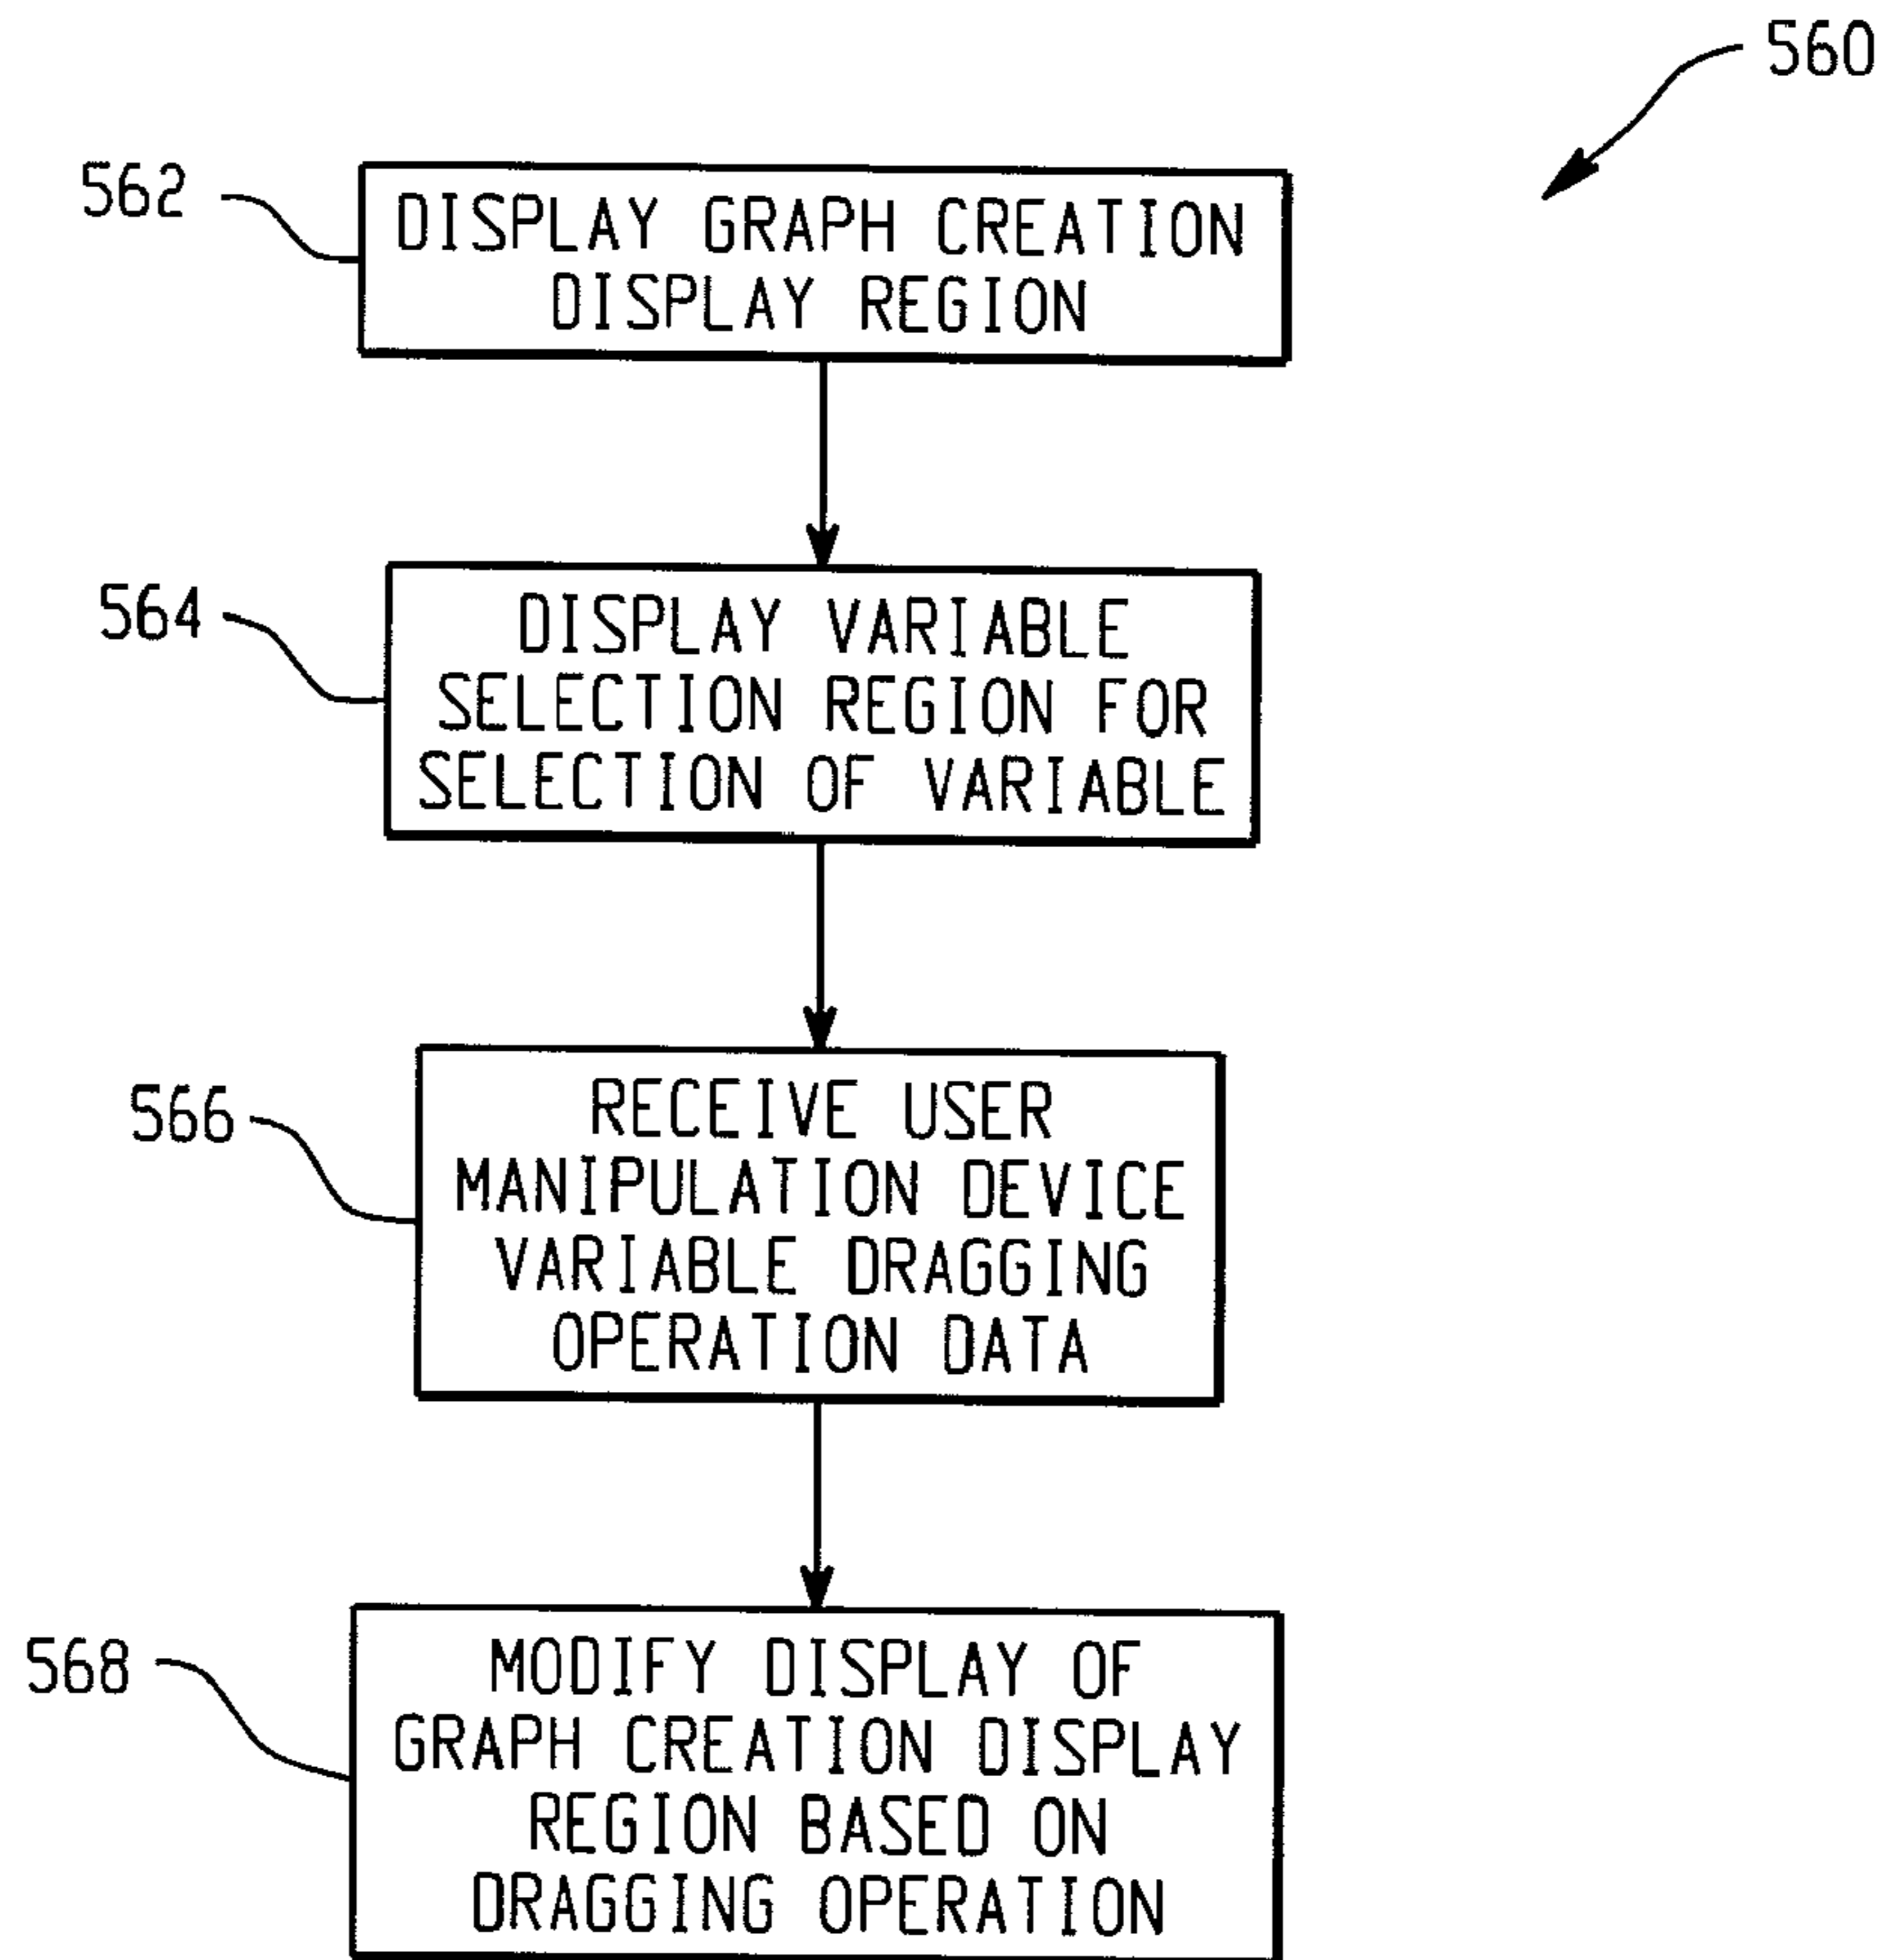 560
562
DISPLAY GRAPH CREATION
DISPLAY REGION
564
DISPLAY VARIABLE
SELECTION REGION FOR
SELECTION OF VARIABLE
566
RECEIVE USER
MANIPULATION DEVICE
VARIABLE DRAGGING
OPERATION DATA
568
MODIFY DISPLAY OF
GRAPH CREATION DISPLAY
REGION BASED ON
DRAGGING OPERATION